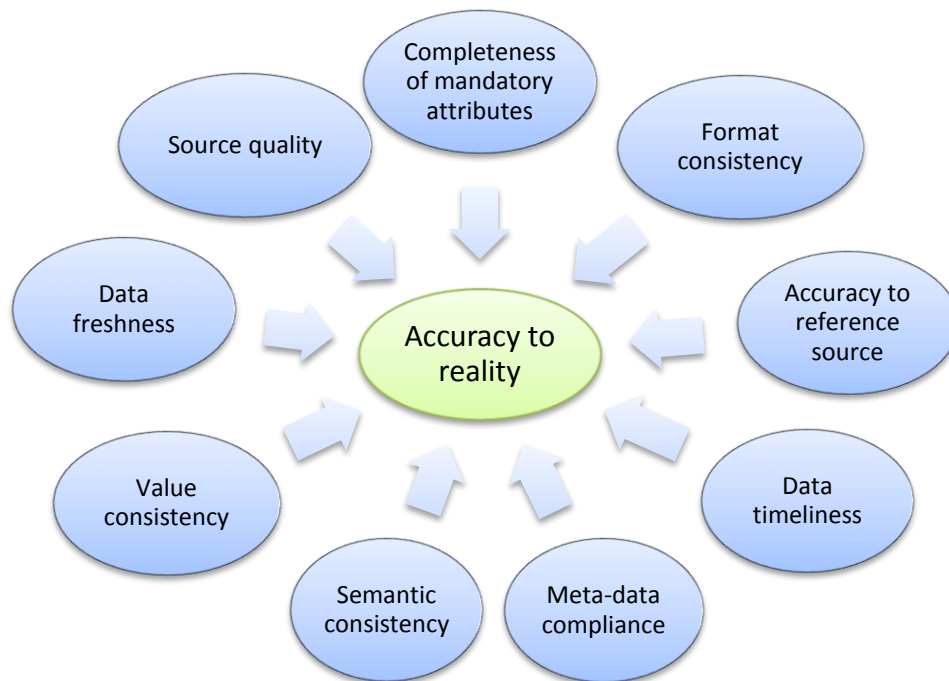 Completeness
of mandatory
attributes
Source quality
Format
consistency
Data
freshness
Accuracy to
reality
Accuracy to
reference
source
Value
consistency
Data
timeliness
Semantic
consistency
Meta-data
compliance